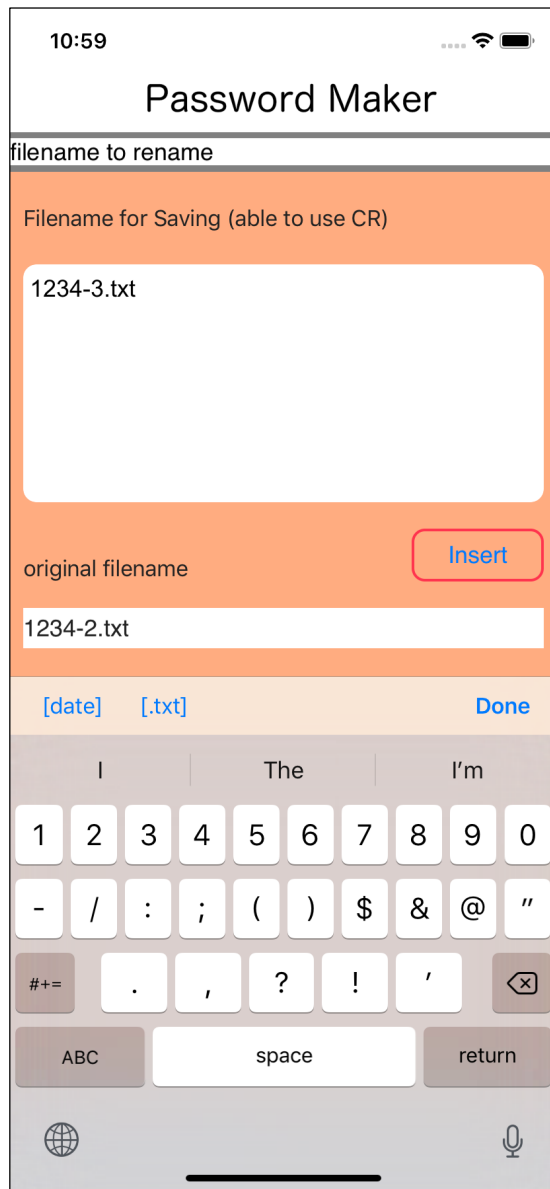 10:59
Password Maker
filename to rename
Filename for Saving (able to use CR)
1234-3.txt
Insert
original filename
1234-2.txt
[date] [.txt] Done
I The I’m
1 2 3 4 5 6 7 8 9 0
- / : ; ( ) $ & @ "
#+= . , ? ! ’
ABC space return